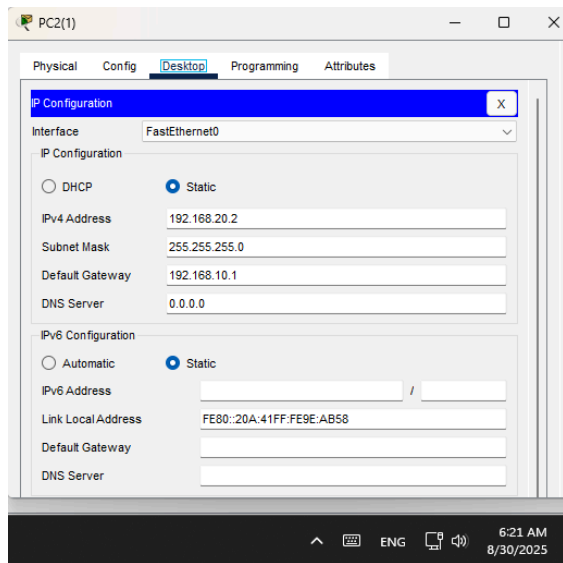 PC2(1)
Physical Config Desktop Programming Attributes
IP Configuration X
Interface FastEthernet0
IP Configuration
DHCP Static
IPv4 Address 192.168.20.2
Subnet Mask 255.255.255.0
Default Gateway 192.168.10.1
DNS Server 0.0.0.0
IPv6 Configuration
Automatic Static
IPv6 Address /
Link Local Address FE80::20A:41FF:FE9E:AB58
Default Gateway
DNS Server
ENG 6:21 AM
8/30/2025